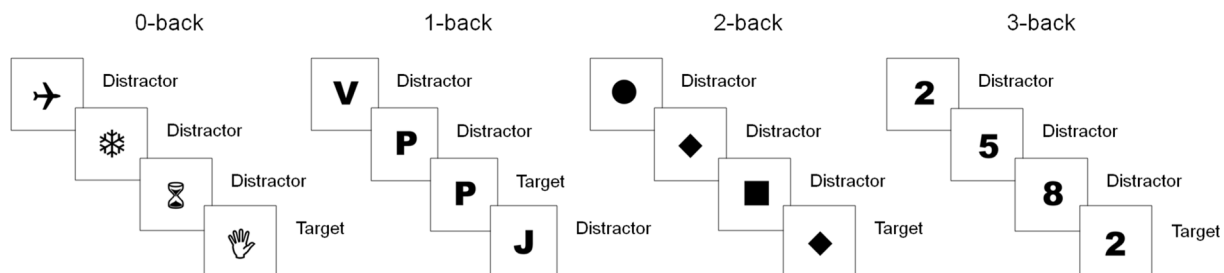 0-back
Distractor
Distractor
Distractor
Target
1-back
V
Distractor
P
Distractor
P
Target
J
Distractor
2-back
Distractor
Distractor
Distractor
Target
3-back
2
Distractor
5
Distractor
8
Distractor
2
Target